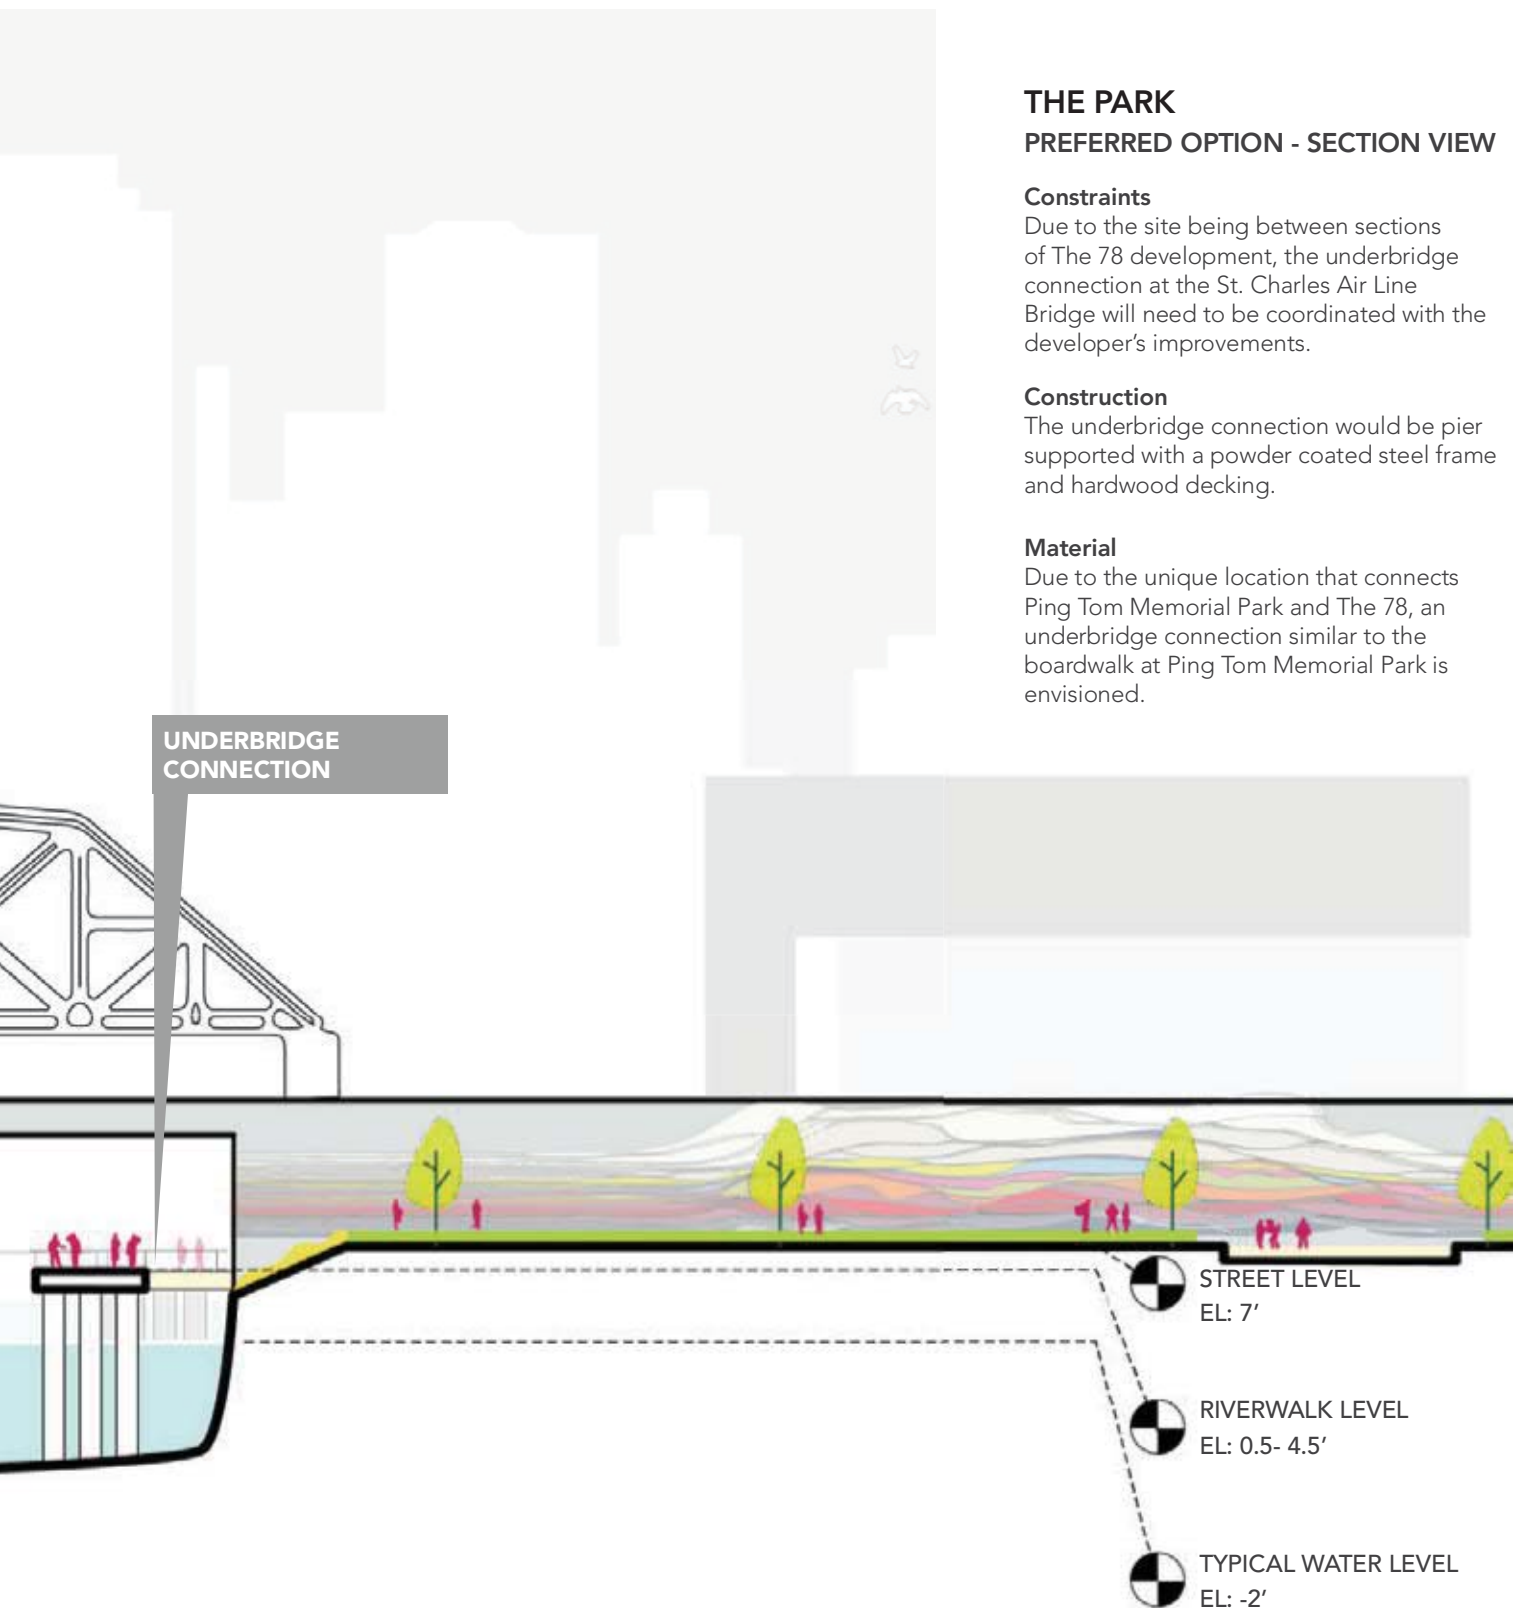 THE PARK
PREFERRED OPTION - SECTION VIEW
Constraints
Due to the site being between sections
of The 78 development, the underbridge
connection at the St. Charles Air Line
Bridge will need to be coordinated with the
developer’s improvements.
Construction
The underbridge connection would be pier
supported with a powder coated steel frame
and hardwood decking.
Material
Due to the unique location that connects
Ping Tom Memorial Park and The 78, an
underbridge connection similar to the
boardwalk at Ping Tom Memorial Park is
envisioned.
UNDERBRIDGE
CONNECTION
STREET LEVEL
EL: 7’
RIVERWALK LEVEL
EL: 0.5- 4.5’
TYPICAL WATER LEVEL
EL: -2’